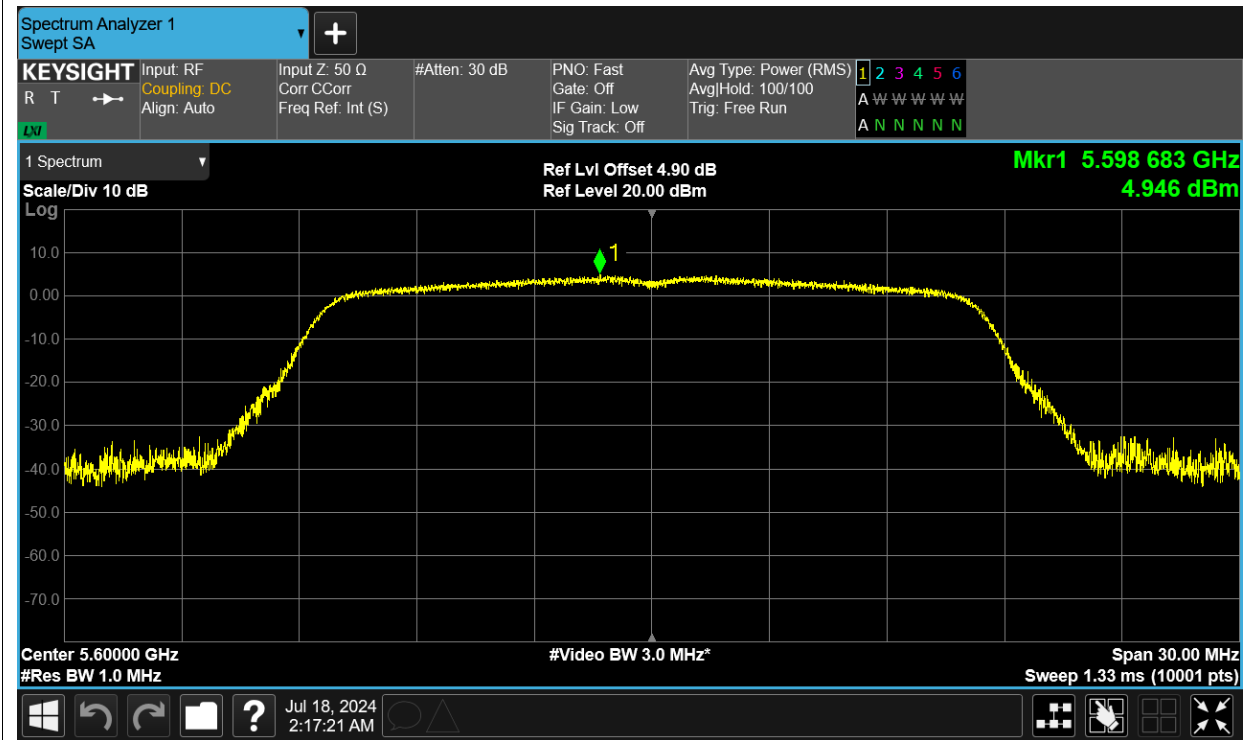 Spectrum Analyzer 1
Swept SA
KEYSIGHT
R T
LXI
Input: RF
Coupling: DC
Align: Auto
Input Z: 50 Ω
Corr CCorr
Freq Ref: Int (S)
#Atten: 30 dB
PNO: Fast
Gate: Off
IF Gain: Low
Sig Track: Off
Avg Type: Power (RMS)
Avg|Hold: 100/100
Trig: Free Run
1 2 3 4 5 6
A W W W W W
A N N N N N
1 Spectrum
Scale/Div 10 dB
Log
Ref Lvl Offset 4.90 dB
Ref Level 20.00 dBm
Mkr1 5.598 683 GHz
4.946 dBm
1
10.0
0.00
-10.0
-20.0
-30.0
-40.0
-50.0
-60.0
-70.0
Center 5.60000 GHz
#Res BW 1.0 MHz
#Video BW 3.0 MHz*
Span 30.00 MHz
Sweep 1.33 ms (10001 pts)
?
Jul 18, 2024
2:17:21 AM